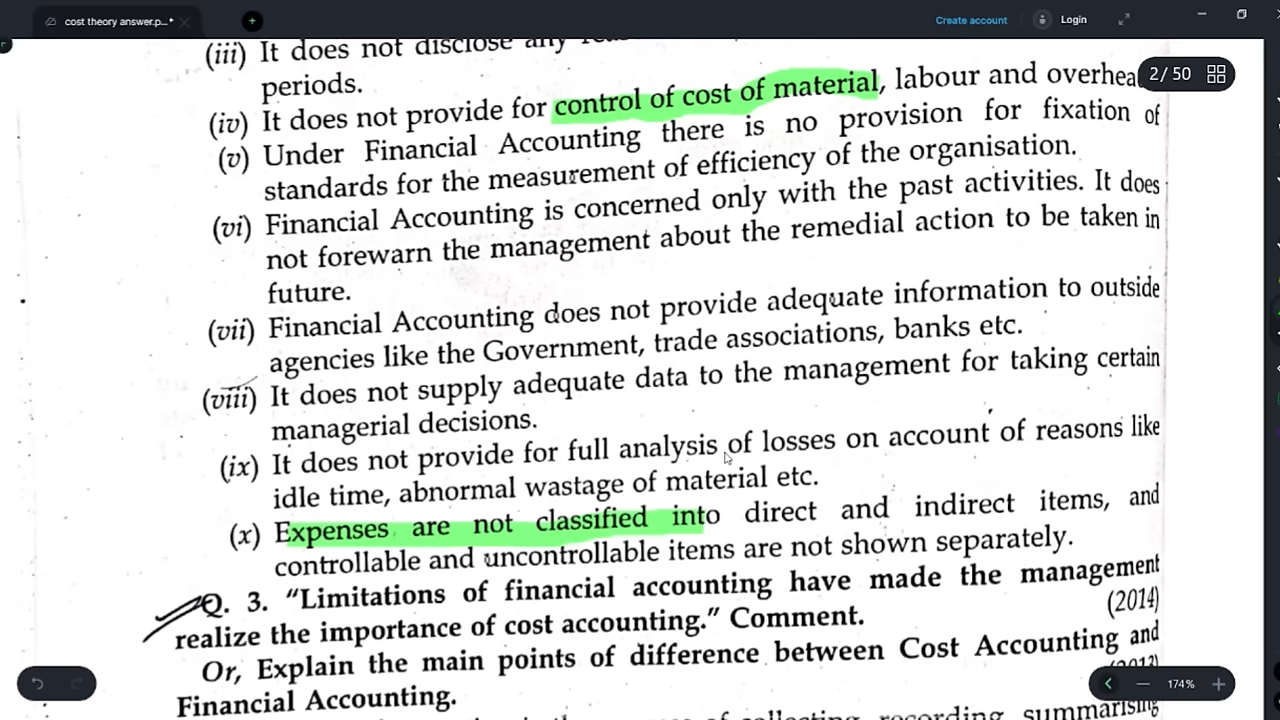 cost theory answer.p...*
Create account
Login
(iii) It does not disclose any
periods.
2/50
(iv) It does not provide for control of cost of material, labour and
(v) Under Financial Accounting there is no provision for fixation of
standards for the measurement of efficiency of the organisation.
(vi) Financial Accounting is concerned only with the past activities. It does
not forewarn the management about the remedial action to be taken in
future.
(vii) Financial Accounting does not provide adequate information to outside
agencies like the Government, trade associations, banks etc.
(viii) It does not supply adequate data to the management for taking certain
managerial decisions.
(ix) It does not provide for full analysis of losses on account of reasons like
idle time, abnormal wastage of material etc.
(x) Expenses are not classified into direct and indirect items, and
controllable and uncontrollable items are not shown separately.
Q. 3. "Limitations of financial accounting have made the management
realize the importance of cost accounting." Comment. (2014)
Or, Explain the main points of difference between Cost Accounting and
Financial Accounting.
174%
of collecting recording summarising